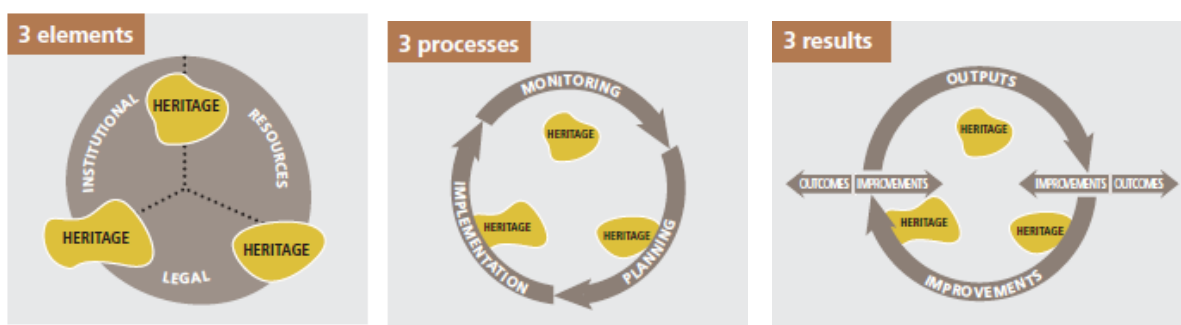 3 elements
HERITAGE
INSTITUTIONAL
RESOURCES
HERITAGE
HERITAGE
LEGAL
3 processes
MONITORING
HERITAGE
IMPLEMENTATION
HERITAGE
HERITAGE
PLANNING
3 results
OUTPUTS
HERITAGE
OUTCOMES IMPROVEMENTS
IMPROVEMENTS OUTCOMES
HERITAGE
HERITAGE
IMPROVEMENTS